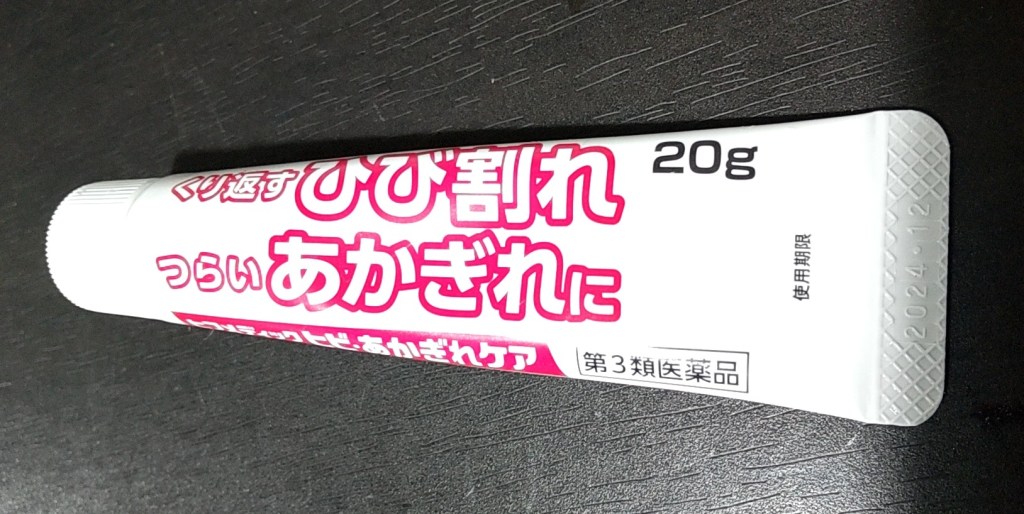 くり返すひび割れ
つらいあかぎれに
20g
ヒビ・あかぎれケア
第3類医薬品
使用期限
2024.12